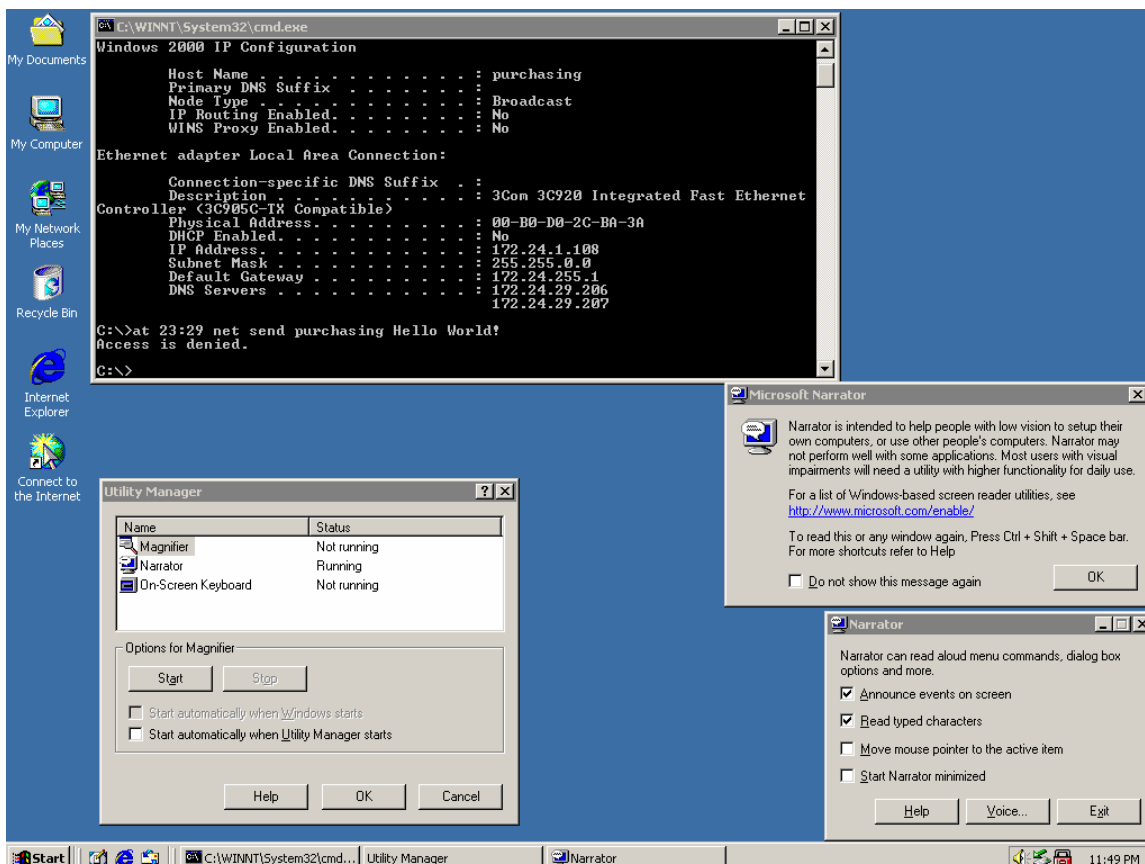 My Documents
My Computer
My Network
Places
Recycle Bin
Internet
Explorer
Connect to
the Internet
C:\WINNT\System32\cmd.exe
Windows 2000 IP Configuration
Host Name . . . . . . . . . . . . : purchasing
Primary DNS Suffix . . . . . . . :
Node Type . . . . . . . . . . . . : Broadcast
IP Routing Enabled. . . . . . . . : No
WINS Proxy Enabled. . . . . . . . : No
Ethernet adapter Local Area Connection:
Connection-specific DNS Suffix . :
Description . . . . . . . . . . . : 3Com 3C920 Integrated Fast Ethernet
Controller (3C905C-TX Compatible)
Physical Address. . . . . . . . . : 00-B0-D0-2C-BA-3A
DHCP Enabled. . . . . . . . . . . : No
IP Address. . . . . . . . . . . . : 172.24.1.108
Subnet Mask . . . . . . . . . . . : 255.255.0.0
Default Gateway . . . . . . . . . : 172.24.255.1
DNS Servers . . . . . . . . . . . : 172.24.29.206
172.24.29.207
C:\>at 23:29 net send purchasing Hello World!
Access is denied.
C:\>
Microsoft Narrator
Narrator is intended to help people with low vision to setup their
own computers, or use other people's computers. Narrator may
not perform well with some applications. Most users with visual
impairments will need a utility with higher functionality for daily use.
For a list of Windows-based screen reader utilities, see
http://www.microsoft.com/enable/
To read this or any window again, Press Ctrl + Shift + Space bar.
For more shortcuts refer to Help
Do not show this message again
OK
Utility Manager
Name Status
Magnifier Not running
Narrator Running
On-Screen Keyboard Not running
Options for Magnifier
Start Stop
Start automatically when Windows starts
Start automatically when Utility Manager starts
Help OK Cancel
Narrator
Narrator can read aloud menu commands, dialog box
options and more.
Announce events on screen
Read typed characters
Move mouse pointer to the active item
Start Narrator minimized
Help Voice... Exit
Start C:\WINNT\System32\cmd... Utility Manager Narrator 11:49 PM